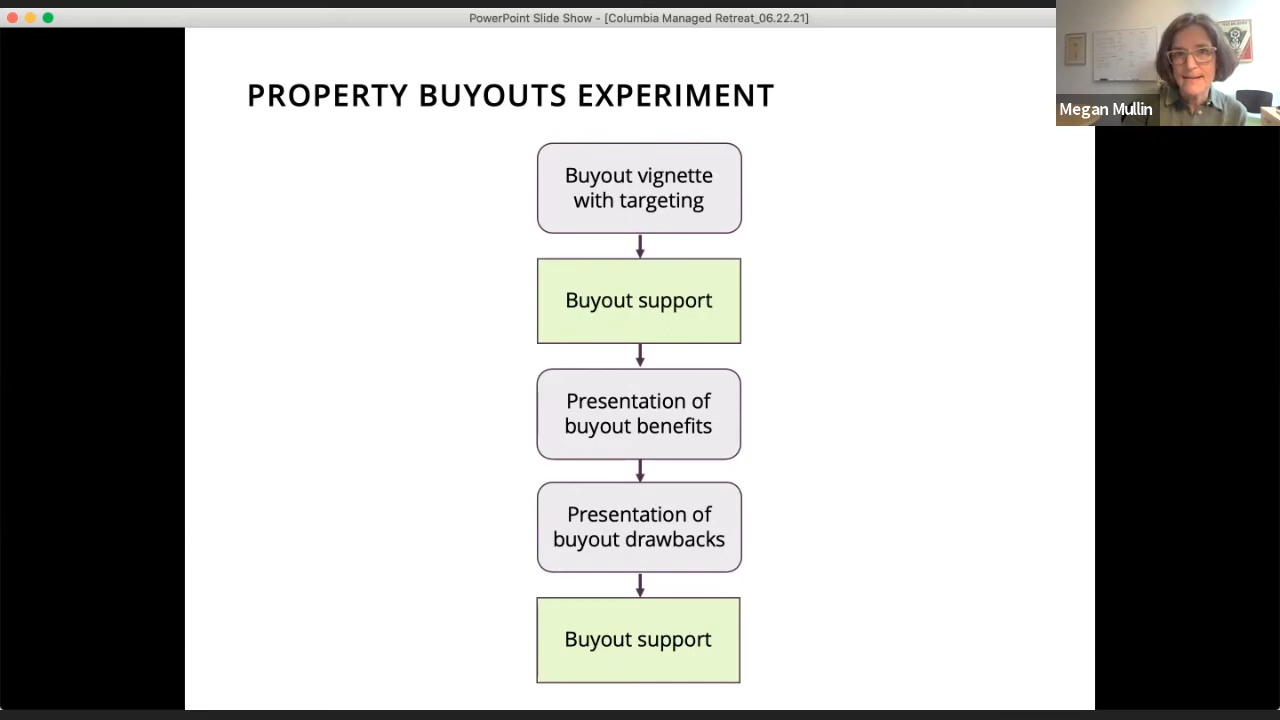 PowerPoint Slide Show - [Columbia Managed Retreat_06.22.21]
Megan Mullin
PROPERTY BUYOUTS EXPERIMENT
Buyout vignette
with targeting
Buyout support
Presentation of
buyout benefits
Presentation of
buyout drawbacks
Buyout support